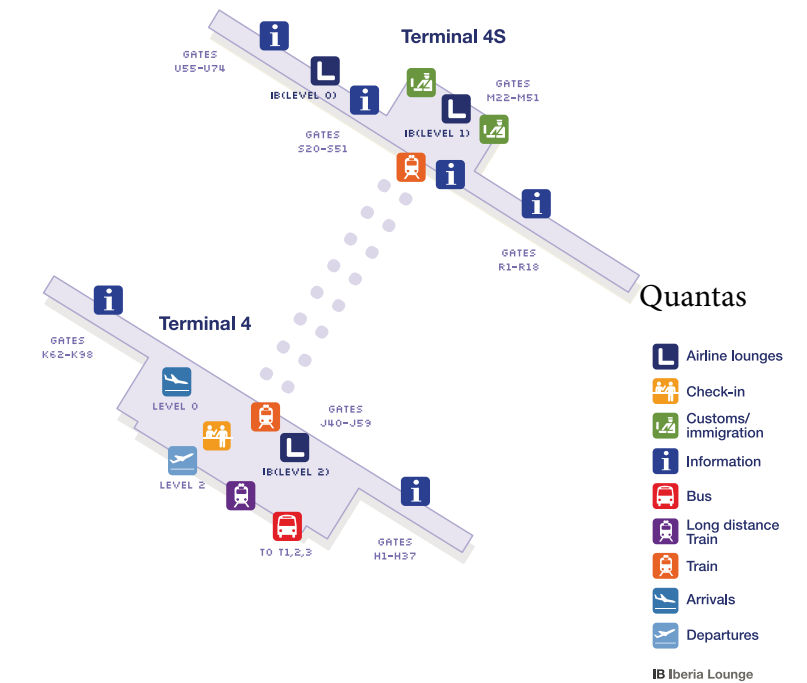 Terminal 4S
GATES
U55-U74
IB(LEVEL 0)
GATES
M22-M51
IB(LEVEL 1)
GATES
S20-S51
GATES
R1-R18
Quantas
Terminal 4
GATES
K62-K98
LEVEL 0
GATES
J40-J59
IB(LEVEL 2)
LEVEL 2
TO T1,2,3
GATES
H1-H37
Airline lounges
Check-in
Customs/
immigration
Information
Bus
Long distance
Train
Train
Arrivals
Departures
IB Iberia Lounge